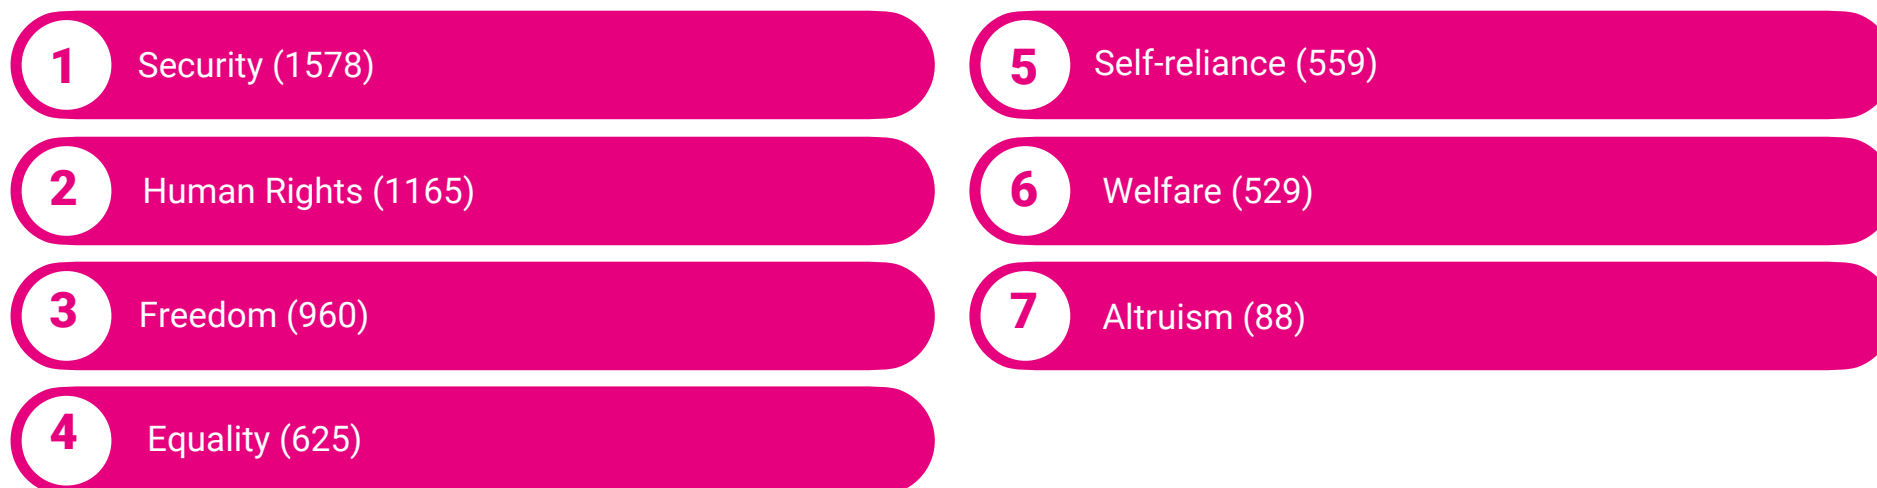 1 Security (1578)
2 Human Rights (1165)
3 Freedom (960)
4 Equality (625)
5 Self-reliance (559)
6 Welfare (529)
7 Altruism (88)